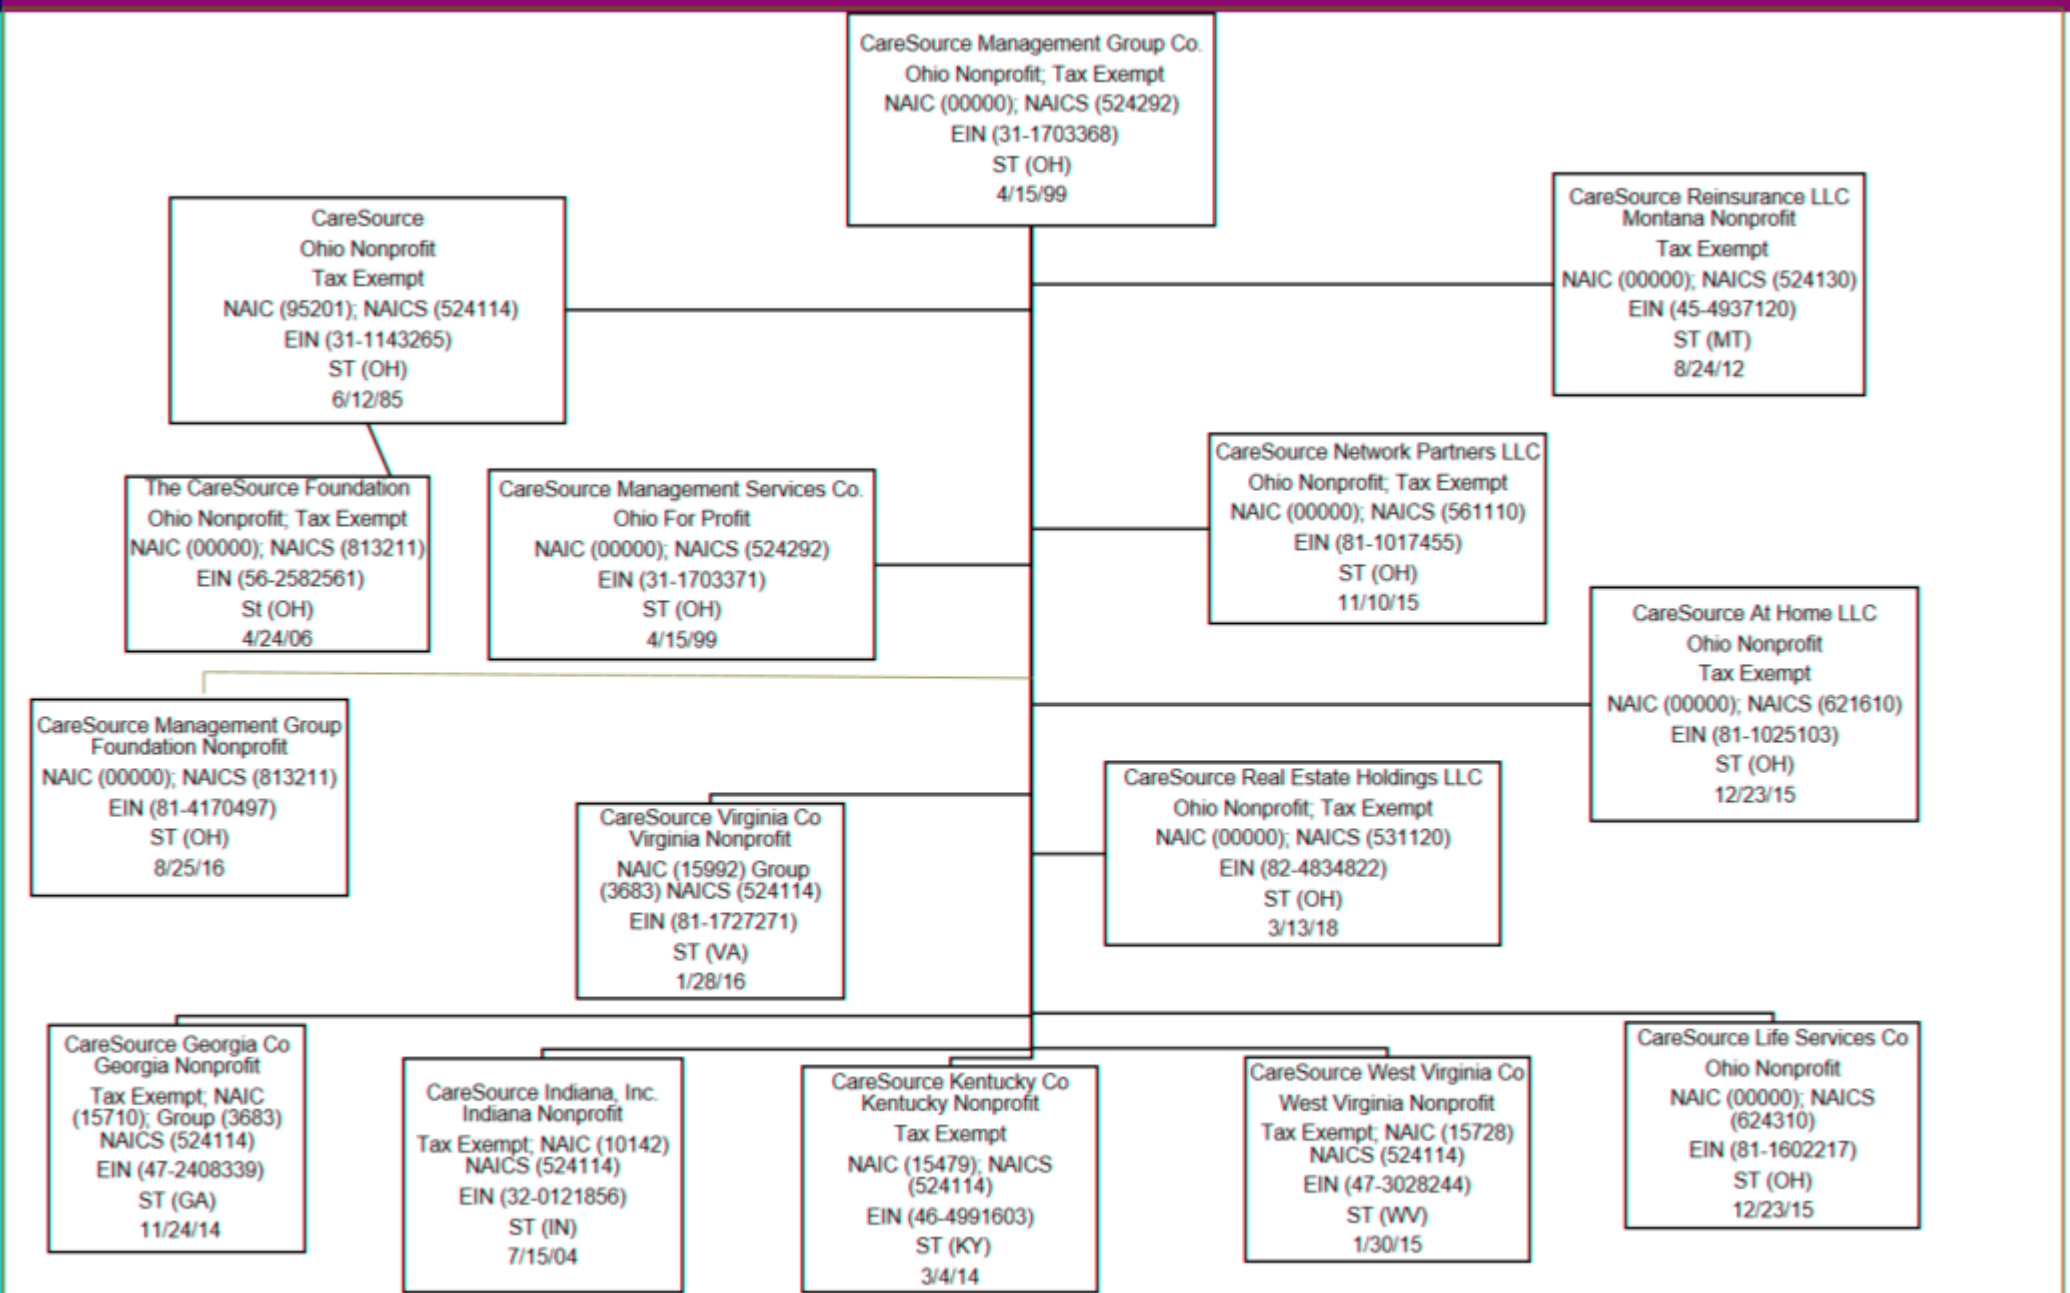 CareSource Management Group Co.
Ohio Nonprofit; Tax Exempt
NAIC (00000); NAICS (524292)
EIN (31-1703368)
ST (OH)
4/15/99
CareSource
Ohio Nonprofit
Tax Exempt
NAIC (95201); NAICS (524114)
EIN (31-1143265)
ST (OH)
6/12/85
CareSource Reinsurance LLC
Montana Nonprofit
Tax Exempt
NAIC (00000); NAICS (524130)
EIN (45-4937120)
ST (MT)
8/24/12
The CareSource Foundation
Ohio Nonprofit; Tax Exempt
NAIC (00000); NAICS (813211)
EIN (56-2582561)
St (OH)
4/24/06
CareSource Management Services Co.
Ohio For Profit
NAIC (00000); NAICS (524292)
EIN (31-1703371)
ST (OH)
4/15/99
CareSource Network Partners LLC
Ohio Nonprofit; Tax Exempt
NAIC (00000); NAICS (561110)
EIN (81-1017455)
ST (OH)
11/10/15
CareSource At Home LLC
Ohio Nonprofit
Tax Exempt
NAIC (00000); NAICS (621610)
EIN (81-1025103)
ST (OH)
12/23/15
CareSource Management Group
Foundation Nonprofit
NAIC (00000); NAICS (813211)
EIN (81-4170497)
ST (OH)
8/25/16
CareSource Virginia Co
Virginia Nonprofit
NAIC (15992) Group
(3683) NAICS (524114)
EIN (81-1727271)
ST (VA)
1/28/16
CareSource Real Estate Holdings LLC
Ohio Nonprofit; Tax Exempt
NAIC (00000); NAICS (531120)
EIN (82-4834822)
ST (OH)
3/13/18
CareSource Georgia Co
Georgia Nonprofit
Tax Exempt; NAIC
(15710); Group (3683)
NAICS (524114)
EIN (47-2408339)
ST (GA)
11/24/14
CareSource Indiana, Inc.
Indiana Nonprofit
Tax Exempt; NAIC (10142)
NAICS (524114)
EIN (32-0121856)
ST (IN)
7/15/04
CareSource Kentucky Co
Kentucky Nonprofit
Tax Exempt
NAIC (15479); NAICS
(524114)
EIN (46-4991603)
ST (KY)
3/4/14
CareSource West Virginia Co
West Virginia Nonprofit
Tax Exempt; NAIC (15728)
NAICS (524114)
EIN (47-3028244)
ST (WV)
1/30/15
CareSource Life Services Co
Ohio Nonprofit
NAIC (00000); NAICS
(624310)
EIN (81-1602217)
ST (OH)
12/23/15